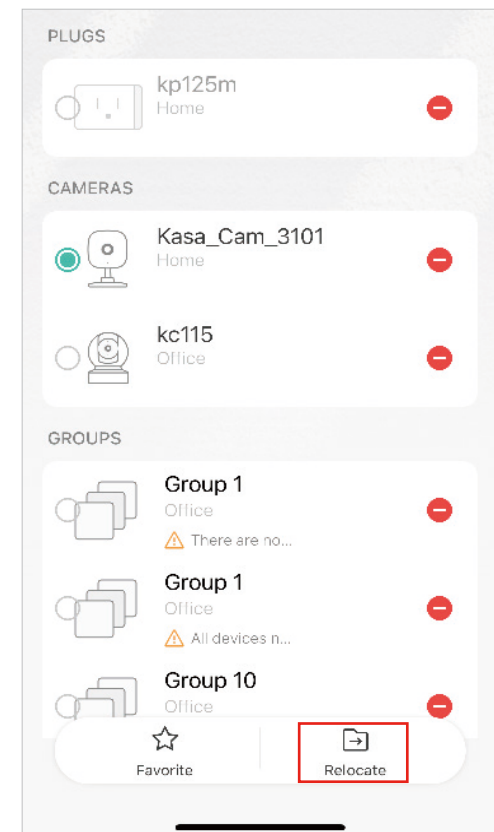 PLUGS
kp125m
Home
CAMERAS
Kasa_Cam_3101
Home
kc115
Office
GROUPS
Group 1
Office
There are no...
Group 1
Office
All devices n...
Group 10
Office
Favorite
Relocate